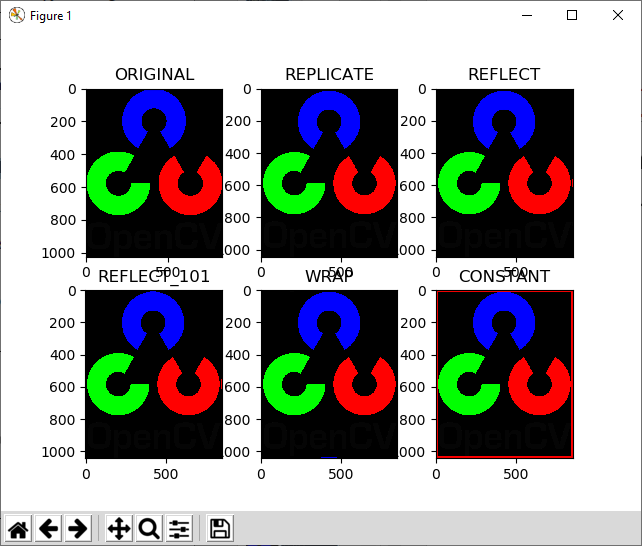 Figure 1
ORIGINAL REPLICATE REFLECT
0 0 0
200 200 200
400 400 400
600 600 600
800 800 800
1000 1000 1000
OpenCV OpenCV OpenCV
0 500 0 500 0 500
REFLECT_101 WRAP CONSTANT
0 0 0
200 200 200
400 400 400
600 600 600
800 800 800
1000 1000 1000
OpenCV OpenCV OpenCV
0 500 0 500 0 500